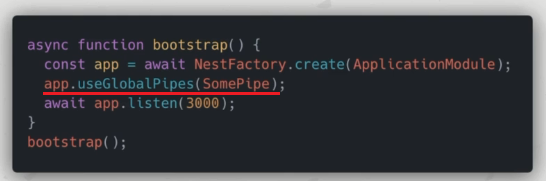 async function bootstrap() {
const app = await NestFactory.create(ApplicationModule);
app.useGlobalPipes(SomePipe);
await app.listen(3000);
}
bootstrap();